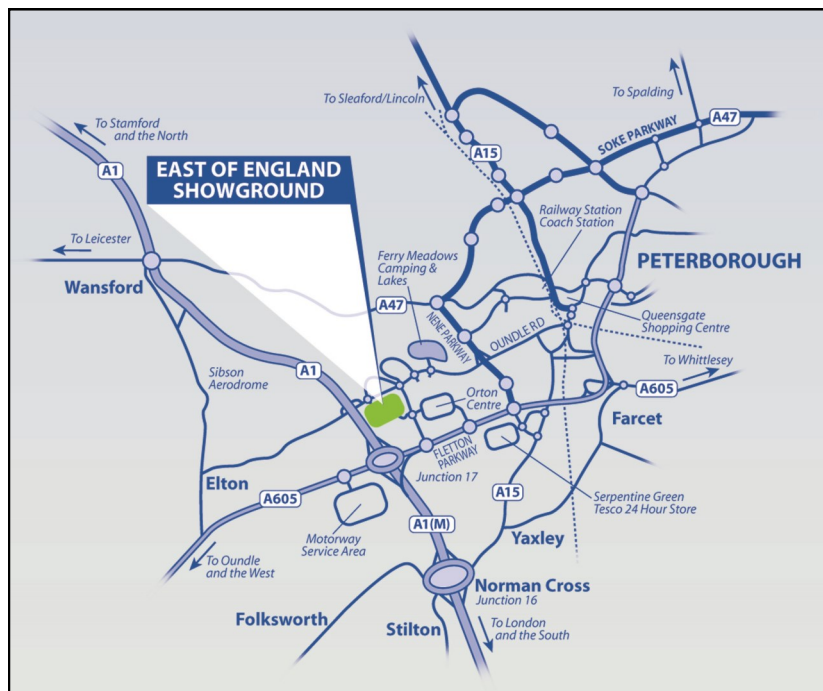 To Sleaford/Lincoln
To Spalding
A47
SOKE PARKWAY
To Stamford
and the North
A15
A1
EAST OF ENGLAND
SHOWGROUND
Railway Station
Coach Station
To Leicester
Ferry Meadows
Camping &
Lakes
PETERBOROUGH
Wansford
A47
NENE PARKWAY
OUNDLE RD
Queensgate
Shopping Centre
To Whittlesey
Sibson
Aerodrome
A1
A605
Orton
Centre
Farcet
FLETTON
PARKWAY
Junction 17
Elton
A605
A15
Serpentine Green
Tesco 24 Hour Store
A1(M)
Motorway
Service Area
Yaxley
To Oundle
and the West
Norman Cross
Junction 16
Folksworth
Stilton
To London
and the South